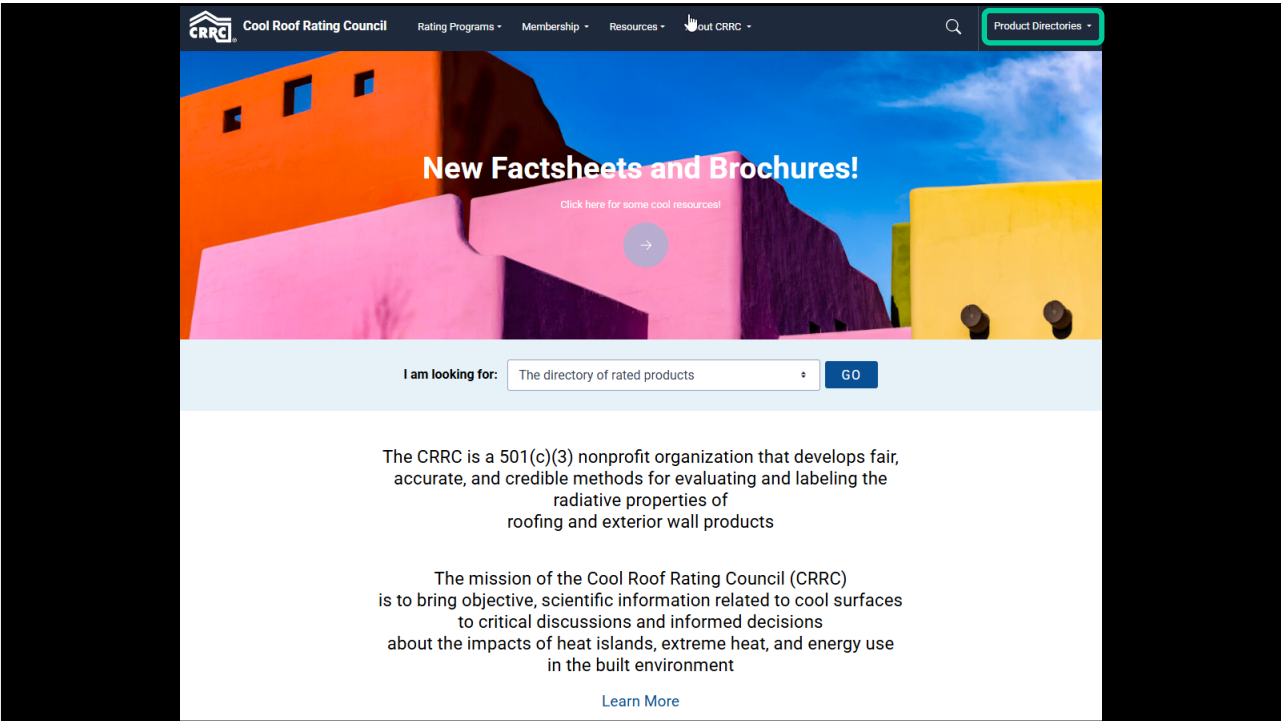 CRRC
Cool Roof Rating Council
Rating Programs
Membership
Resources
out CRRC
Product Directories
New Factsheets and Brochures!
Click here for some cool resources!
I am looking for:
The directory of rated products
GO
The CRRC is a 501(c)(3) nonprofit organization that develops fair,
accurate, and credible methods for evaluating and labeling the
radiative properties of
roofing and exterior wall products
The mission of the Cool Roof Rating Council (CRRC)
is to bring objective, scientific information related to cool surfaces
to critical discussions and informed decisions
about the impacts of heat islands, extreme heat, and energy use
in the built environment
Learn More